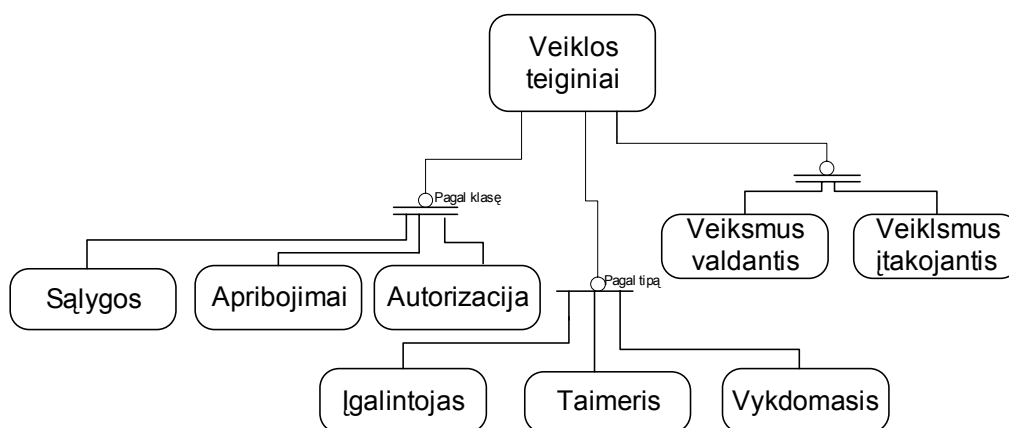 Veiklos
teiginiai
Pagal klasę
Veiksmus
valdantis
Veiklsmus
įtakojantis
Sąlygos
Apribojimai
Autorizacija
Pagal tipą
Įgalintojas
Taimeris
Vykdomasis